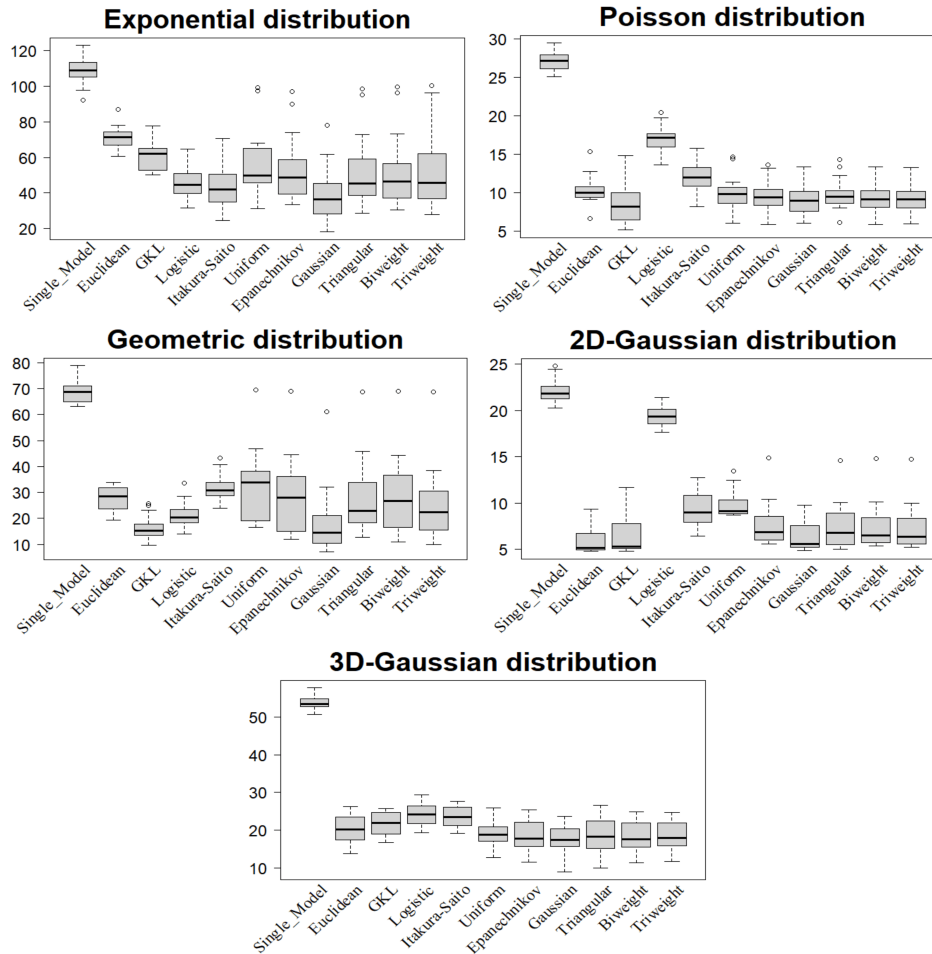 Exponential distribution
120
100
80
60
40
20
Single_Model
Euclidean
GKL
Logistic
Itakura-Saito
Uniform
Epanechnikov
Gaussian
Triangular
Biweight
Triweight
Poisson distribution
30
25
20
15
10
5
Single_Model
Euclidean
GKL
Logistic
Itakura-Saito
Uniform
Epanechnikov
Gaussian
Triangular
Biweight
Triweight
Geometric distribution
80
70
60
50
40
30
20
10
Single_Model
Euclidean
GKL
Logistic
Itakura-Saito
Uniform
Epanechnikov
Gaussian
Triangular
Biweight
Triweight
2D-Gaussian distribution
25
20
15
10
5
Single_Model
Euclidean
GKL
Logistic
Itakura-Saito
Uniform
Epanechnikov
Gaussian
Triangular
Biweight
Triweight
3D-Gaussian distribution
50
40
30
20
10
Single_Model
Euclidean
GKL
Logistic
Itakura-Saito
Uniform
Epanechnikov
Gaussian
Triangular
Biweight
Triweight